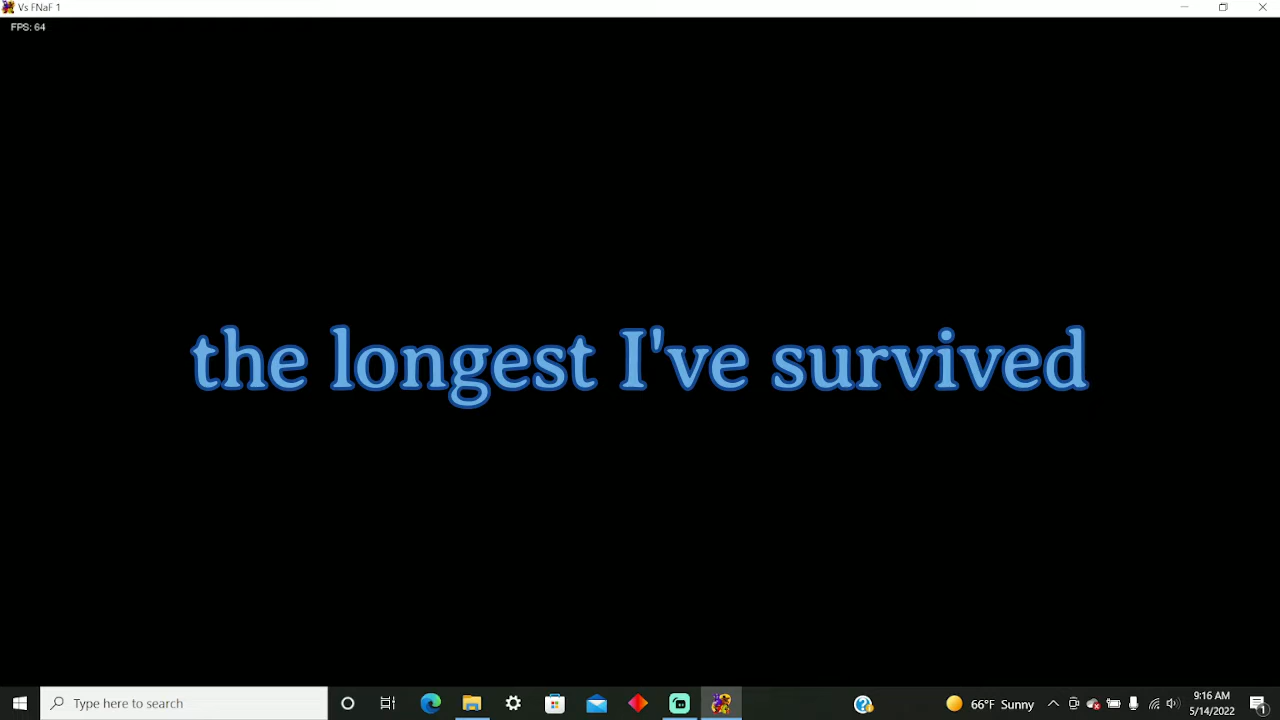 Vs FNaF 1
FPS: 64
the longest I've survived
Type here to search
66°F Sunny
9:16 AM
5/14/2022
1